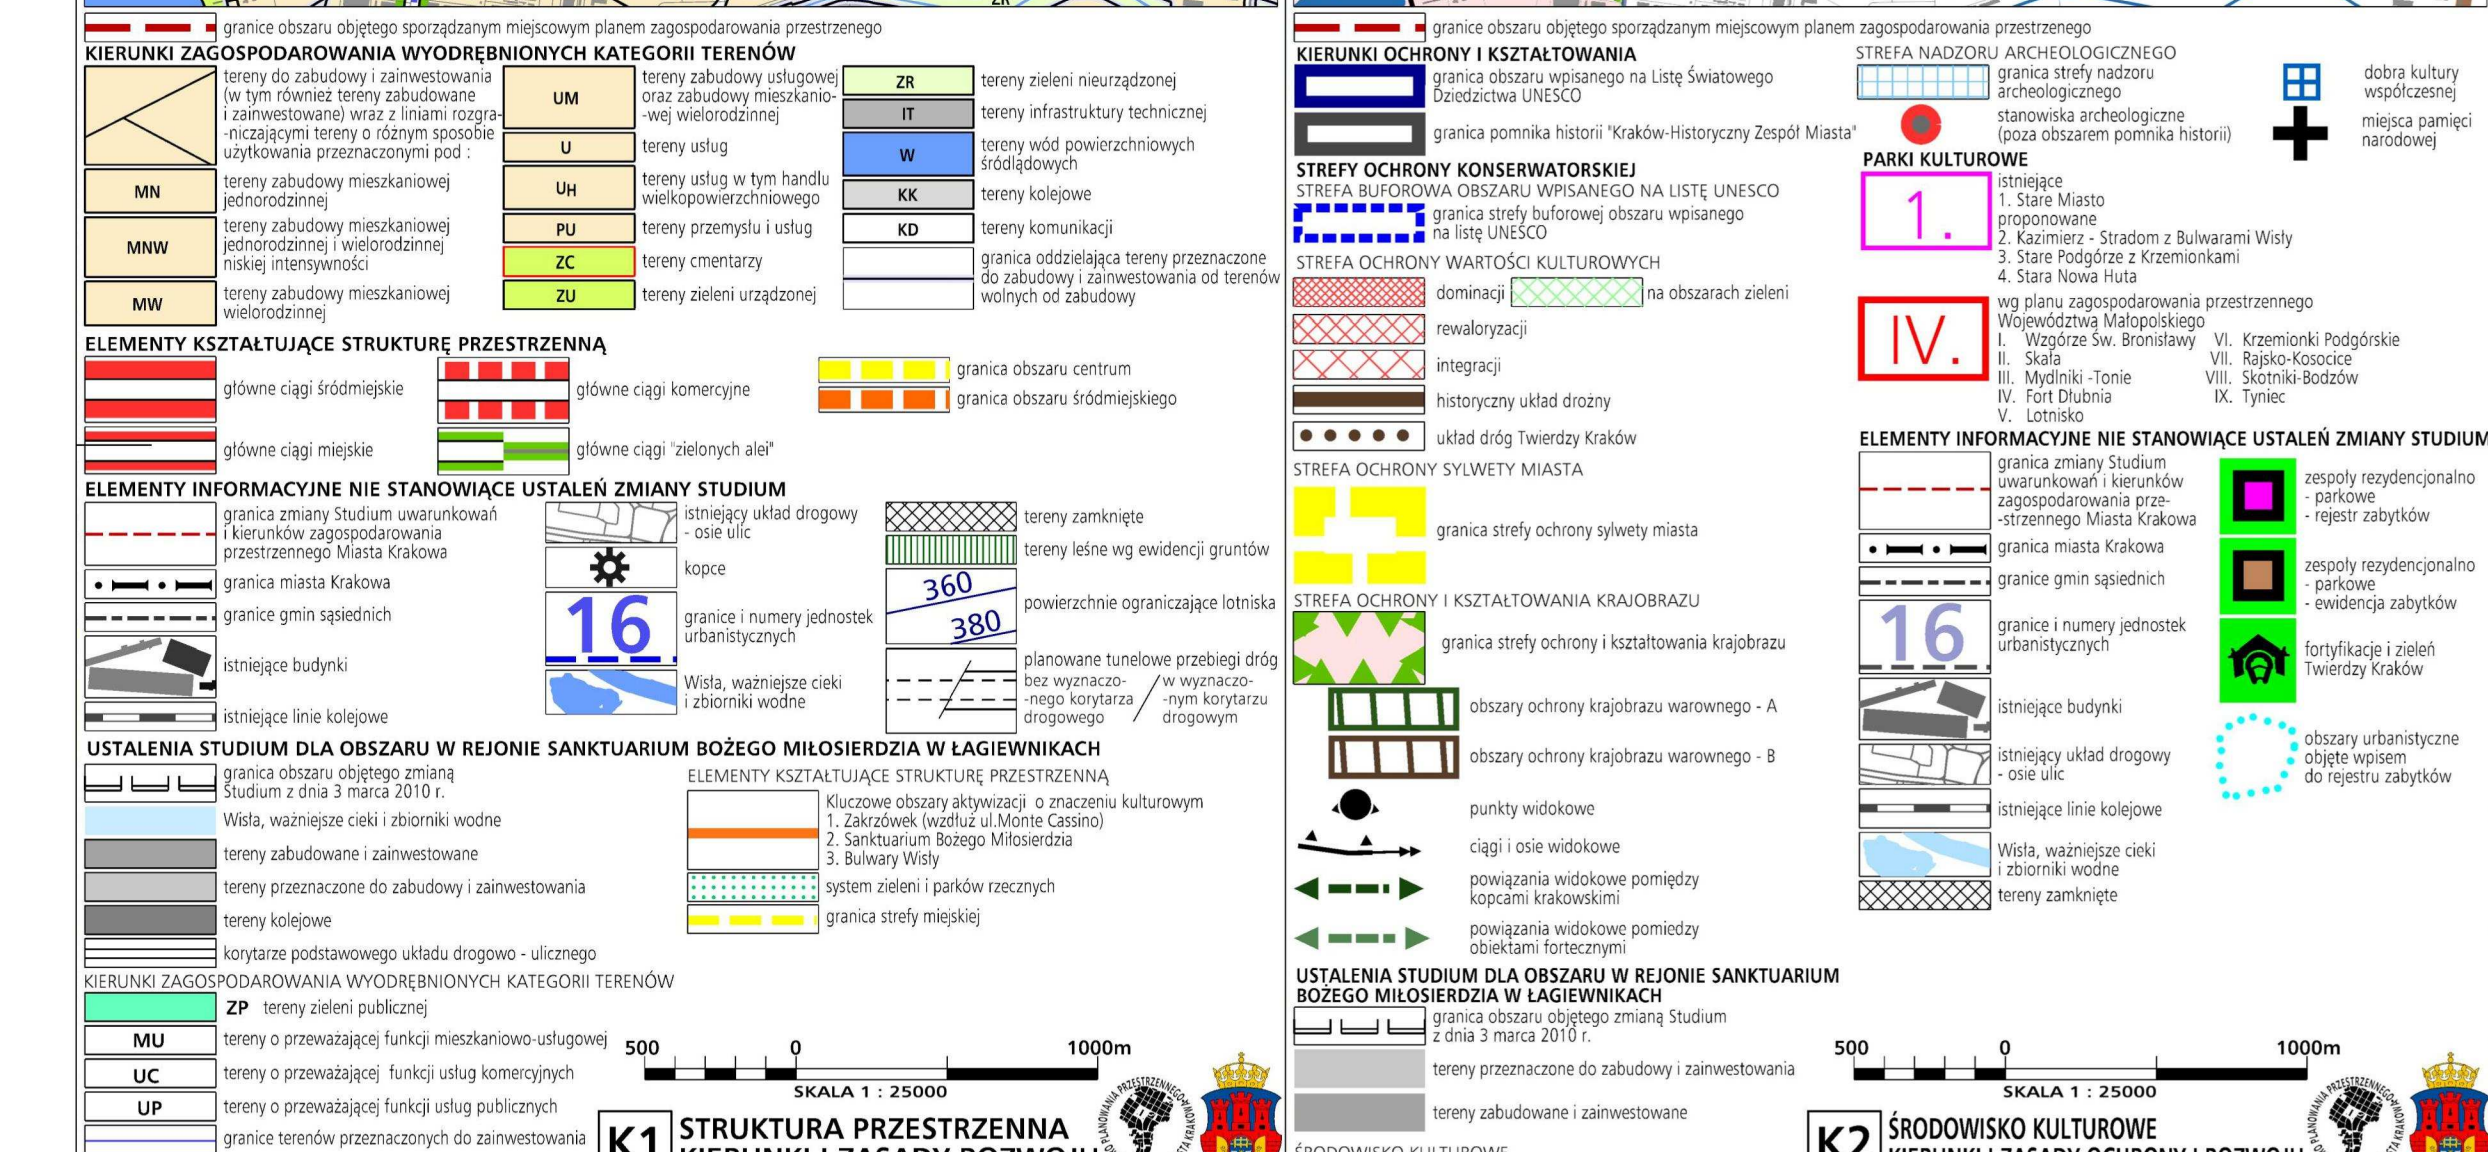 granice obszaru objętego sporządzanym miejscowym planem zagospodarowania przestrzenego
KIERUNKI ZAGOSPODAROWANIA WYODRĘBNIONYCH KATEGORII TERENÓW
tereny do zabudowy i zainwestowania
(w tym również tereny zabudowane
i zainwestowane) wraz z liniami rozgra-
-niczającymi tereny o różnym sposobie
użytkowania przeznaczonymi pod :
MN
tereny zabudowy mieszkaniowej
jednorodzinnej
MNW
tereny zabudowy mieszkaniowej
jednorodzinnej i wielorodzinnej
niskiej intensywności
MW
tereny zabudowy mieszkaniowej
wielorodzinnej
UM
tereny zabudowy usługowej
oraz zabudowy mieszkanio-
-wej wielorodzinnej
U
tereny usług
UH
tereny usług w tym handlu
wielkopowierzchniowego
PU
tereny przemysłu i usług
ZC
tereny cmentarzy
ZU
tereny zieleni urządzonej
ZR
tereny zieleni nieurządzonej
IT
tereny infrastruktury technicznej
W
tereny wód powierzchniowych
śródlądowych
KK
tereny kolejowe
KD
tereny komunikacji
granica oddzielająca tereny przeznaczone
do zabudowy i zainwestowania od terenów
wolnych od zabudowy
ELEMENTY KSZTAŁTUJĄCE STRUKTURĘ PRZESTRZENNĄ
główne ciągi śródmiejskie
główne ciągi miejskie
główne ciągi komercyjne
główne ciągi "zielonych alei"
granica obszaru centrum
granica obszaru śródmiejskiego
ELEMENTY INFORMACYJNE NIE STANOWIĄCE USTALEŃ ZMIANY STUDIUM
granica zmiany Studium uwarunkowań
i kierunków zagospodarowania
przestrzennego Miasta Krakowa
granica miasta Krakowa
granice gmin sąsiednich
istniejące budynki
istniejące linie kolejowe
istniejący układ drogowy
- osie ulic
kopce
16
granice i numery jednostek
urbanistycznych
Wisła, ważniejsze cieki
i zbiorniki wodne
tereny zamknięte
tereny leśne wg ewidencji gruntów
360
380
powierzchnie ograniczające lotniska
planowane tunelowe przebiegi dróg
bez wyznaczo-
-nego korytarza
drogowego
w wyznaczo-
-nym korytarzu
drogowym
USTALENIA STUDIUM DLA OBSZARU W REJONIE SANKTUARIUM BOŻEGO MIŁOSIERDZIA W ŁAGIEWNIKACH
granica obszaru objętego zmianą
Studium z dnia 3 marca 2010 r.
Wisła, ważniejsze cieki i zbiorniki wodne
tereny zabudowane i zainwestowane
tereny przeznaczone do zabudowy i zainwestowania
tereny kolejowe
korytarze podstawowego układu drogowo - ulicznego
ELEMENTY KSZTAŁTUJĄCE STRUKTURĘ PRZESTRZENNĄ
Kluczowe obszary aktywizacji o znaczeniu kulturowym
1. Zakrzówek (wzdłuż ul.Monte Cassino)
2. Sanktuarium Bożego Miłosierdzia
3. Bulwary Wisły
system zieleni i parków rzecznych
granica strefy miejskiej
KIERUNKI ZAGOSPODAROWANIA WYODRĘBNIONYCH KATEGORII TERENÓW
ZP tereny zieleni publicznej
MU
tereny o przeważającej funkcji mieszkaniowo-usługowej
UC
tereny o przeważającej funkcji usług komercyjnych
UP
tereny o przeważającej funkcji usług publicznych
granice terenów przeznaczonych do zainwestowania
500 0 1000m
SKALA 1 : 25000
K1
STRUKTURA PRZESTRZENNA
KIERUNKI I ZASADY ROZWOJU
granice obszaru objętego sporządzanym miejscowym planem zagospodarowania przestrzenego
KIERUNKI OCHRONY I KSZTAŁTOWANIA
granica obszaru wpisanego na Listę Światowego
Dziedzictwa UNESCO
granica pomnika historii "Kraków-Historyczny Zespół Miasta"
STREFY OCHRONY KONSERWATORSKIEJ
STREFA BUFOROWA OBSZARU WPISANEGO NA LISTĘ UNESCO
granica strefy buforowej obszaru wpisanego
na listę UNESCO
STREFA OCHRONY WARTOŚCI KULTUROWYCH
dominacji
na obszarach zieleni
rewaloryzacji
integracji
historyczny układ drożny
układ dróg Twierdzy Kraków
STREFA OCHRONY SYLWETY MIASTA
granica strefy ochrony sylwety miasta
STREFA OCHRONY I KSZTAŁTOWANIA KRAJOBRAZU
granica strefy ochrony i kształtowania krajobrazu
obszary ochrony krajobrazu warownego - A
obszary ochrony krajobrazu warownego - B
punkty widokowe
ciągi i osie widokowe
powiązania widokowe pomiędzy
kopcami krakowskimi
powiązania widokowe pomiedzy
obiektami fortecznymi
USTALENIA STUDIUM DLA OBSZARU W REJONIE SANKTUARIUM
BOŻEGO MIŁOSIERDZIA W ŁAGIEWNIKACH
granica obszaru objętego zmianą Studium
z dnia 3 marca 2010 r.
tereny przeznaczone do zabudowy i zainwestowania
tereny zabudowane i zainwestowane
ŚRODOWISKO KULTUROWE
STREFA NADZORU ARCHEOLOGICZNEGO
granica strefy nadzoru
archeologicznego
stanowiska archeologiczne
(poza obszarem pomnika historii)
dobra kultury
współczesnej
miejsca pamięci
narodowej
PARKI KULTUROWE
1.
istniejące
1. Stare Miasto
proponowane
2. Kazimierz - Stradom z Bulwarami Wisły
3. Stare Podgórze z Krzemionkami
4. Stara Nowa Huta
IV.
wg planu zagospodarowania przestrzennego
Województwa Małopolskiego
I. Wzgórze Św. Bronisławy VI. Krzemionki Podgórskie
II. Skała VII. Rajsko-Kosocice
III. Mydlniki -Tonie VIII. Skotniki-Bodzów
IV. Fort Dłubnia IX. Tyniec
V. Lotnisko
ELEMENTY INFORMACYJNE NIE STANOWIĄCE USTALEŃ ZMIANY STUDIUM
granica zmiany Studium
uwarunkowań i kierunków
zagospodarowania prze-
-strzennego Miasta Krakowa
granica miasta Krakowa
granice gmin sąsiednich
16
granice i numery jednostek
urbanistycznych
istniejące budynki
istniejący układ drogowy
- osie ulic
istniejące linie kolejowe
Wisła, ważniejsze cieki
i zbiorniki wodne
tereny zamknięte
zespoły rezydencjonalno
- parkowe
- rejestr zabytków
zespoły rezydencjonalno
- parkowe
- ewidencja zabytków
fortyfikacje i zieleń
Twierdzy Kraków
obszary urbanistyczne
objęte wpisem
do rejestru zabytków
500 0 1000m
SKALA 1 : 25000
K2
ŚRODOWISKO KULTUROWE
KIERUNKI I ZASADY OCHRONY I ROZWOJU